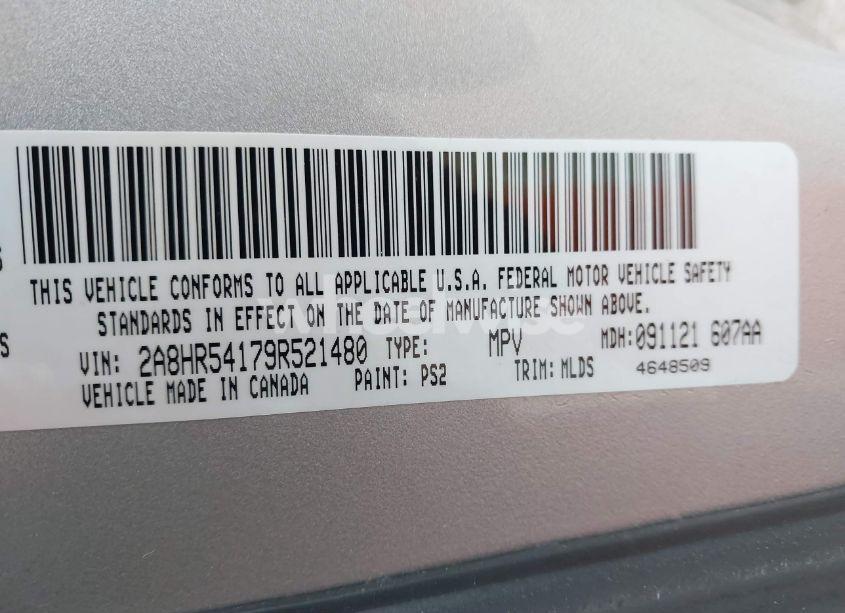 THIS VEHICLE CONFORMS TO ALL APPLICABLE U.S.A. FEDERAL MOTOR VEHICLE SAFETY
STANDARDS IN EFFECT ON THE DATE OF MANUFACTURE SHOWN ABOVE.
VIN: 2A8HR54179R521480 TYPE: MPV MDH:091121 607AA
VEHICLE MADE IN CANADA PAINT: PS2 TRIM: MLDS 4648509